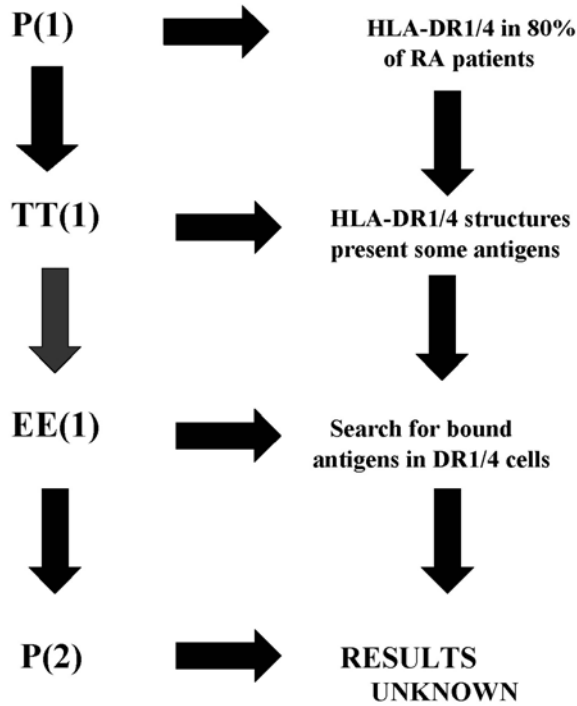 P(1)
HLA-DR1/4 in 80%
of RA patients
TT(1)
HLA-DR1/4 structures
present some antigens
EE(1)
Search for bound
antigens in DR1/4 cells
P(2)
RESULTS
UNKNOWN